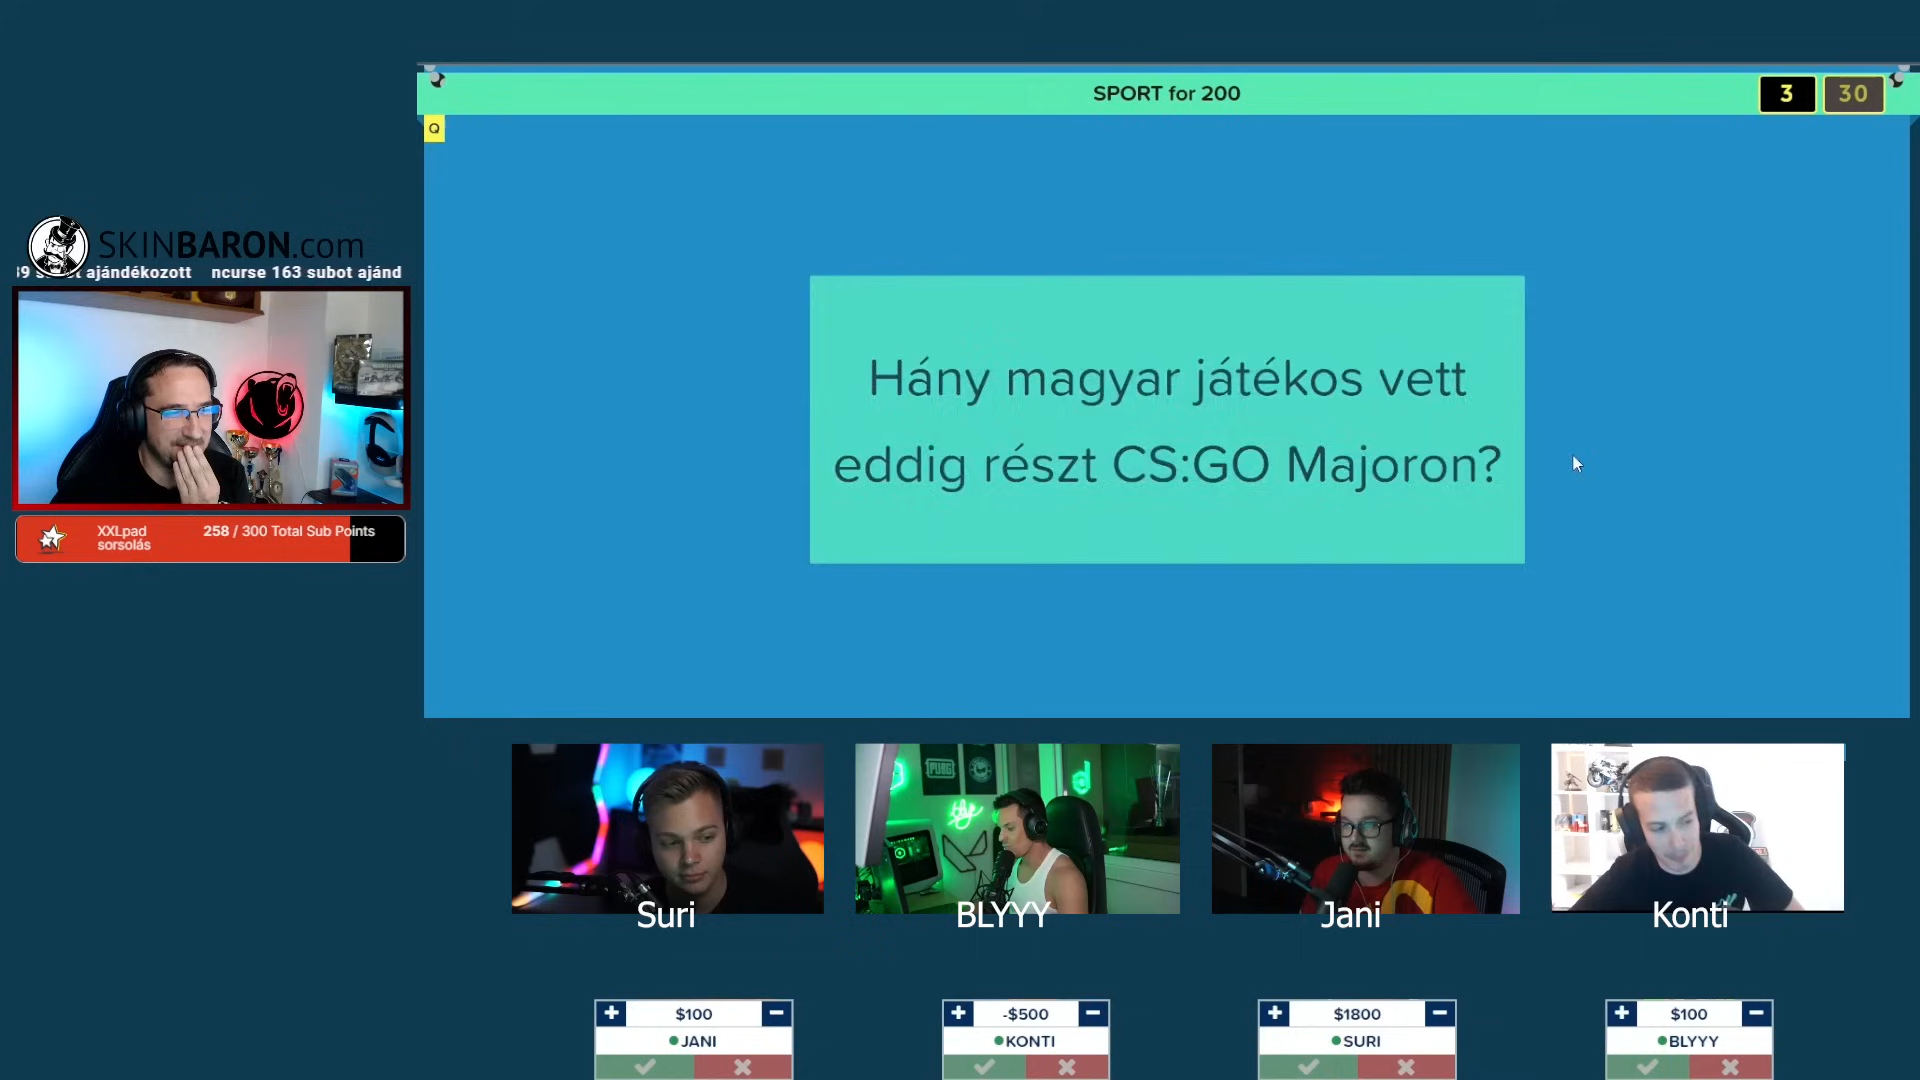 SPORT for 200
3
30
Q
SKINBARON.com
ajándékozott ncurse 163 subot ajánd
Hány magyar játékos vett
eddig részt CS:GO Majoron?
XXLpad
sorsolás
258 / 300 Total Sub Points
PUBG
Suri
BLYYY
Jani
Konti
$100
JANI
-$500
KONTI
$1800
SURI
$100
BLYYY